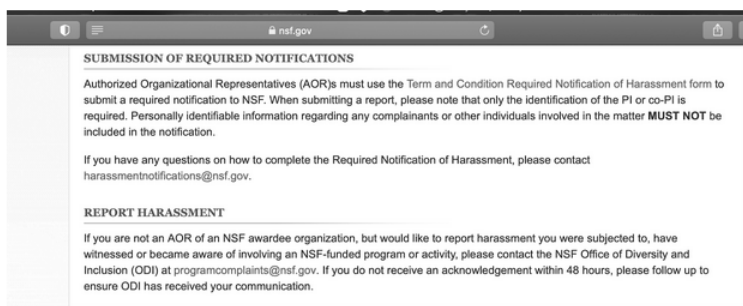 nsf.gov
SUBMISSION OF REQUIRED NOTIFICATIONS
Authorized Organizational Representatives (AOR)s must use the Term and Condition Required Notification of Harassment form to
submit a required notification to NSF. When submitting a report, please note that only the identification of the PI or co-PI is
required. Personally identifiable information regarding any complainants or other individuals involved in the matter MUST NOT be
included in the notification.
If you have any questions on how to complete the Required Notification of Harassment, please contact
harassmentnotifications@nsf.gov.
REPORT HARASSMENT
If you are not an AOR of an NSF awardee organization, but would like to report harassment you were subjected to, have
witnessed or became aware of involving an NSF-funded program or activity, please contact the NSF Office of Diversity and
Inclusion (ODI) at programcomplaints@nsf.gov. If you do not receive an acknowledgement within 48 hours, please follow up to
ensure ODI has received your communication.